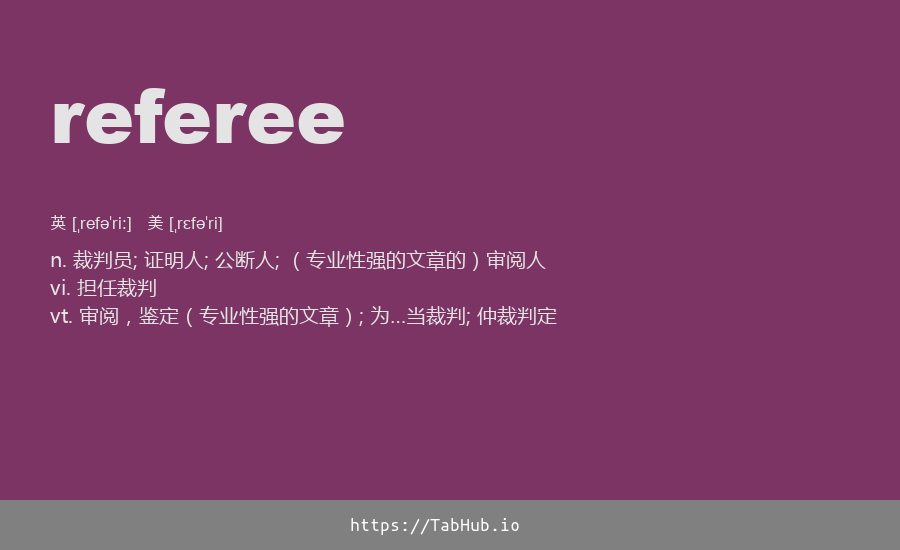 referee
英 [ˌrefəˈriː] 美 [ˌrɛfəˈri]
n. 裁判员; 证明人; 公断人; （专业性强的文章的）审阅人
vi. 担任裁判
vt. 审阅，鉴定（专业性强的文章）; 为…当裁判; 仲裁判定
https://TabHub.io